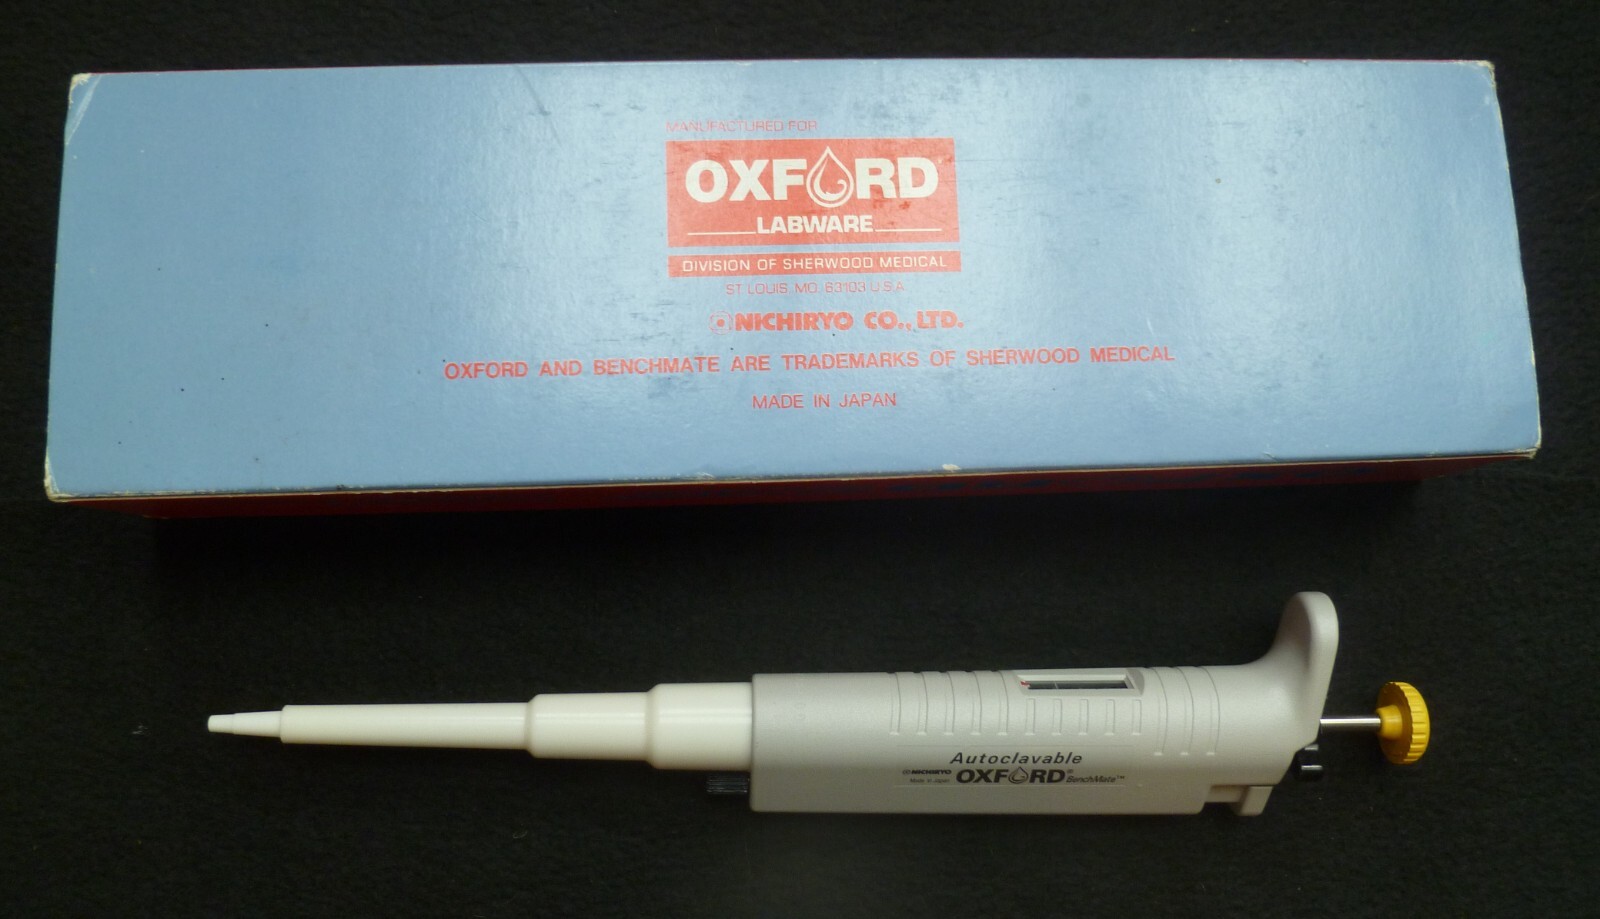 MANUFACTURED FOR
OXFORD
LABWARE
DIVISION OF SHERWOOD MEDICAL
ST LOUIS, MO, 63103 U.S.A
NICHIRYO CO., LTD.
OXFORD AND BENCHMATE ARE TRADEMARKS OF SHERWOOD MEDICAL
MADE IN JAPAN
Autoclavable
NICHIRYO OXFORD®
Made in Japan BenchMate™